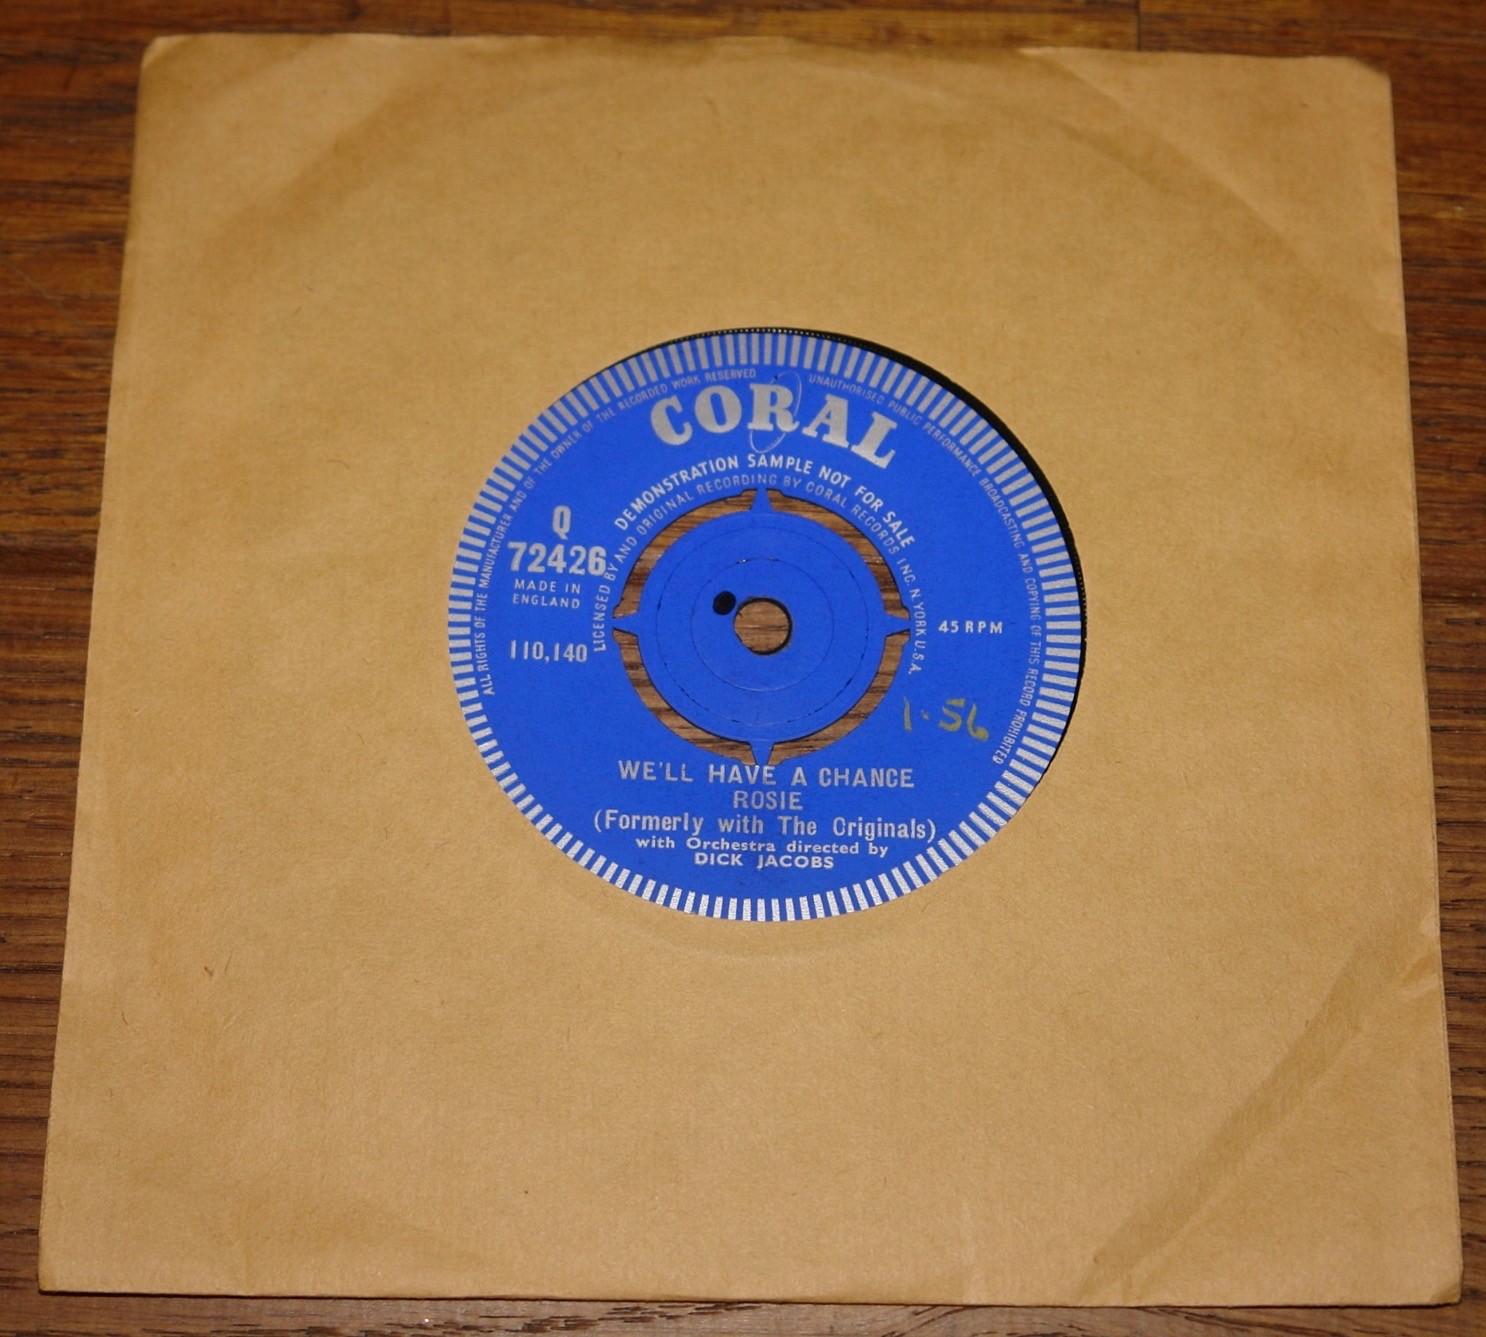 ALL RIGHTS OF THE MANUFACTURER AND OF THE OWNER OF THE RECORDED WORK RESERVED
UNAUTHORISED PUBLIC PERFORMANCE BROADCASTING AND COPYING OF THIS RECORD PROHIBITED
CORAL
DEMONSTRATION SAMPLE NOT FOR SALE
LICENSED BY AND ORIGINAL RECORDING BY CORAL RECORDS INC. N.YORK U.S.A.
Q
72426
MADE IN
ENGLAND
110,140
45 RPM
1.56
WE'LL HAVE A CHANCE
ROSIE
(Formerly with The Originals)
with Orchestra directed by
DICK JACOBS